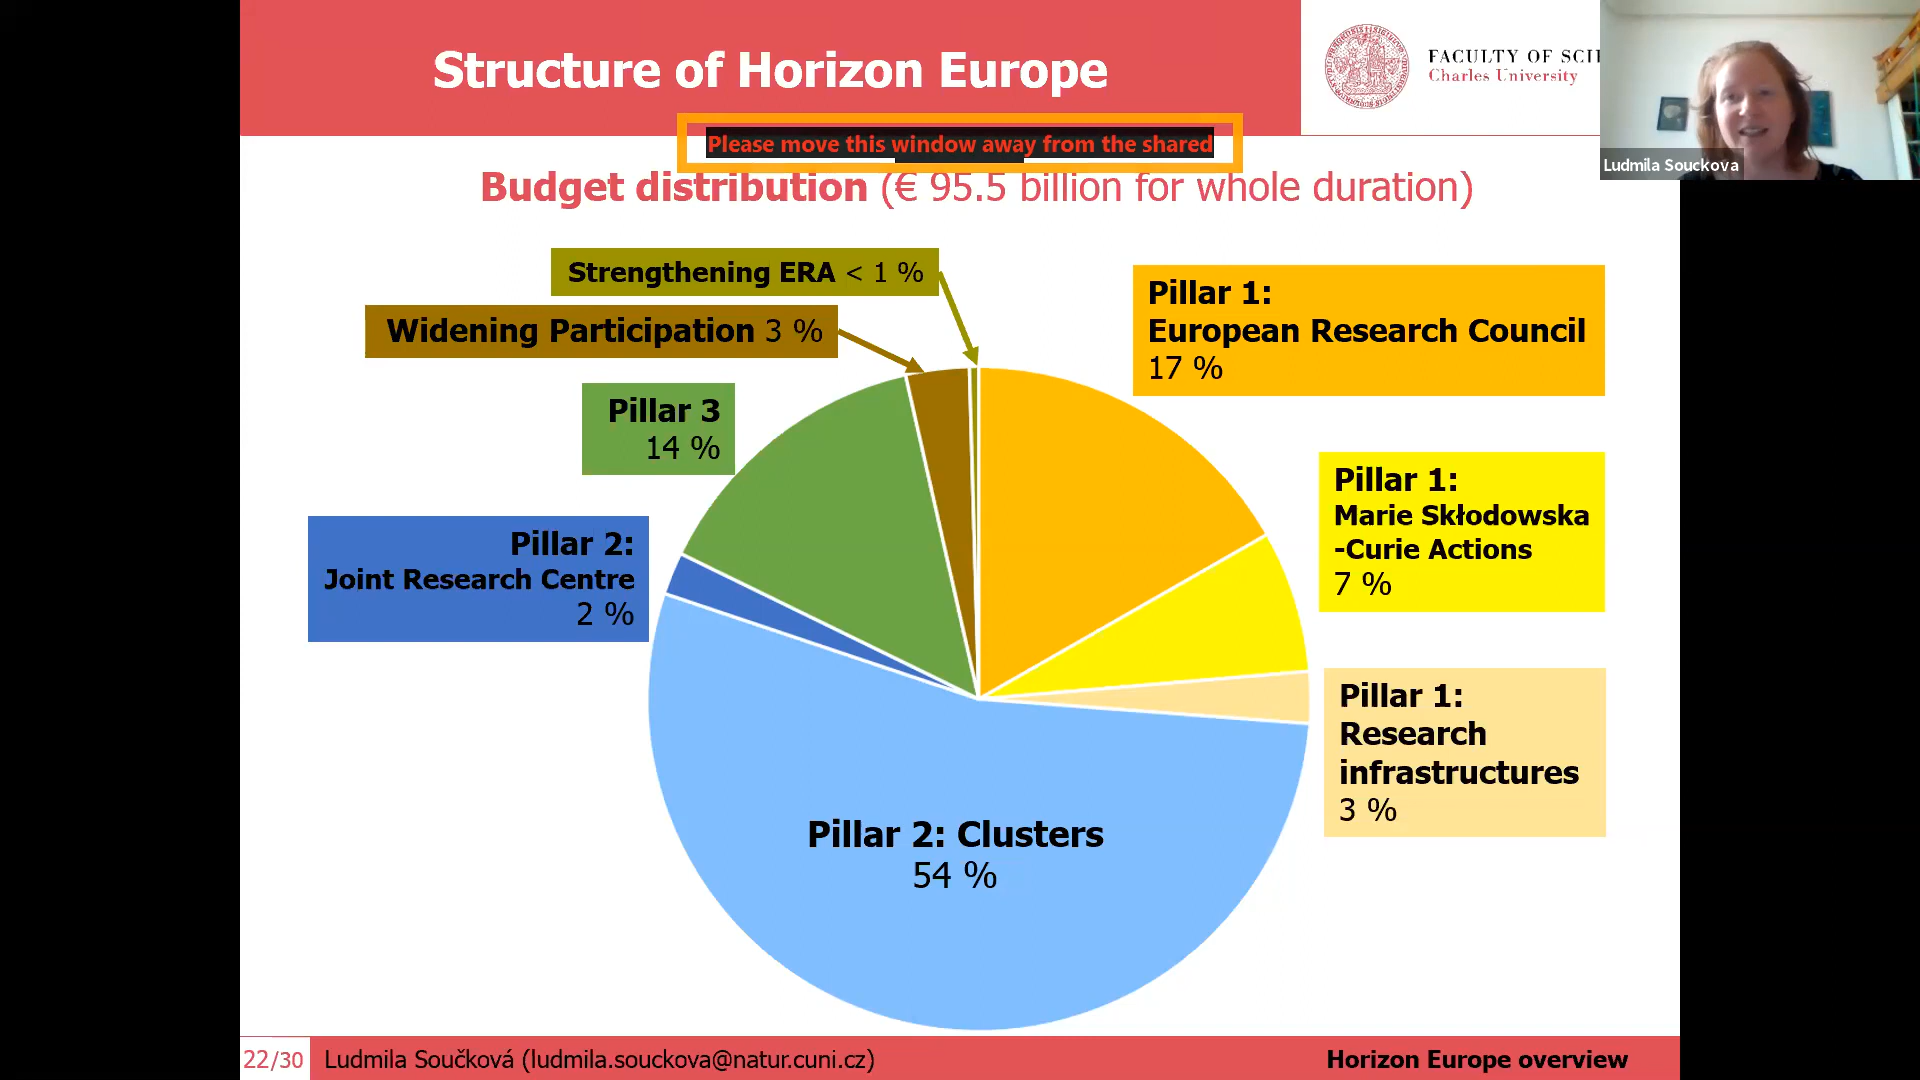 Structure of Horizon Europe
FACULTY OF SCI
Charles University
Ludmila Souckova
Please move this window away from the shared
Budget distribution (€ 95.5 billion for whole duration)
Strengthening ERA < 1 %
Widening Participation 3 %
Pillar 3
14 %
Pillar 2:
Joint Research Centre
2 %
Pillar 1:
European Research Council
17 %
Pillar 1:
Marie Skłodowska
-Curie Actions
7 %
Pillar 1:
Research
infrastructures
3 %
Pillar 2: Clusters
54 %
22/30
Ludmila Součková (ludmila.souckova@natur.cuni.cz)
Horizon Europe overview